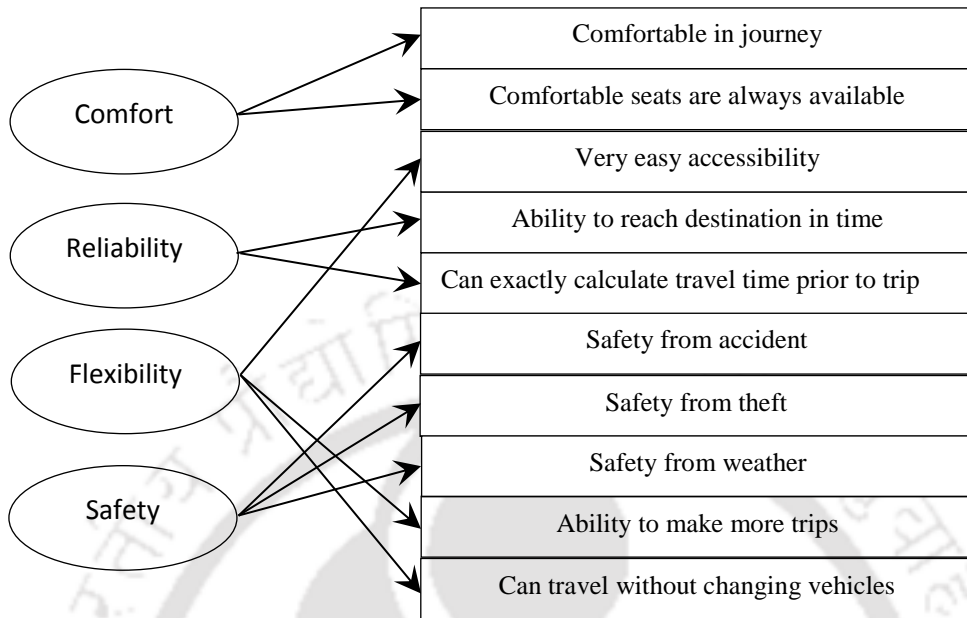 Comfort
Reliability
Flexibility
Safety
Comfortable in journey
Comfortable seats are always available
Very easy accessibility
Ability to reach destination in time
Can exactly calculate travel time prior to trip
Safety from accident
Safety from theft
Safety from weather
Ability to make more trips
Can travel without changing vehicles